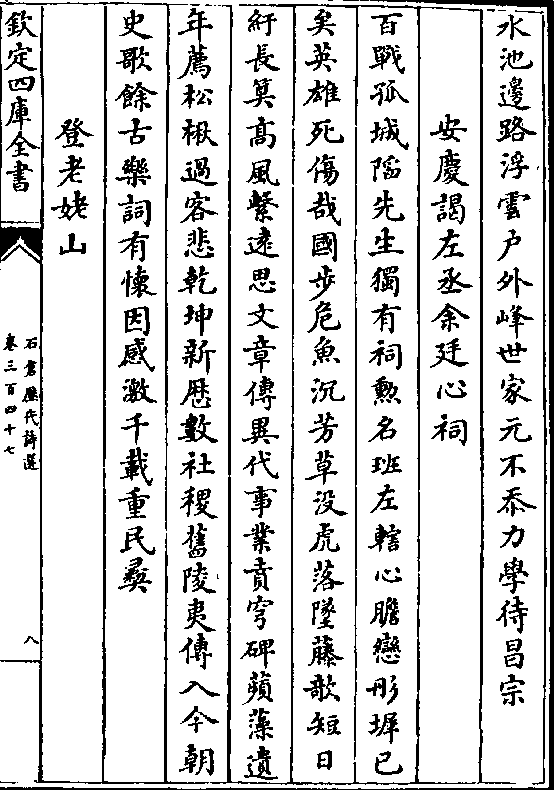 水池邊路浮雲户外峰世家元不忝力學待昌宗
安慶謁左丞余廷心祠
百戰孤城陷先生獨有祠勲名班左轄心膽戀彤墀已
矣英雄死傷哉國步危魚沉芳草没虎落墜藤欹短日
紆長筭髙風繫逺思文章傳異代事業賁穹碑蘋藻遺
年薦松楸過客悲乾坤新厯數社稷舊陵夷傳入今朝
史歌餘古樂詞有懐因感激千載重民彝
登老姥山
欽定四庫全書
石倉歴代詩選
卷三百四十七
八